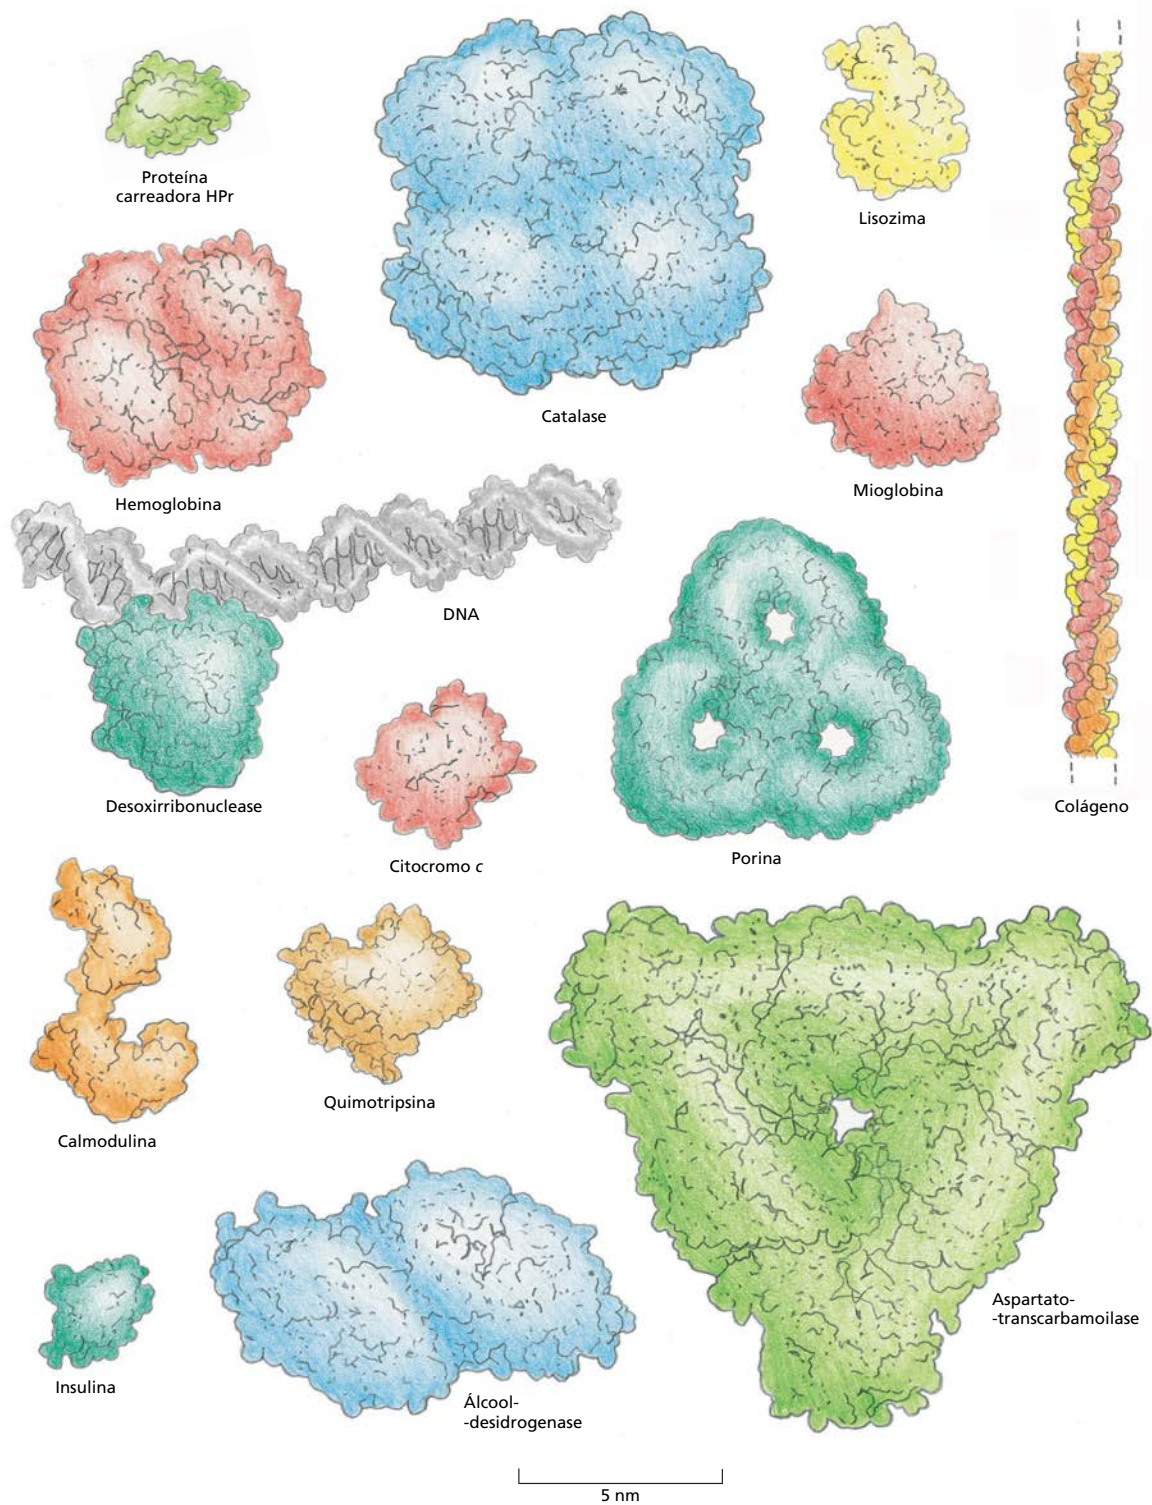 Proteína
carreadora HPr
Lisozima
Catalase
Mioglobina
Hemoglobina
DNA
Desoxirribonuclease
Colágeno
Porina
Citocromo c
Quimotripsina
Calmodulina
Aspartato-
-transcarbamoilase
Insulina
Álcool-
-desidrogenase
5 nm